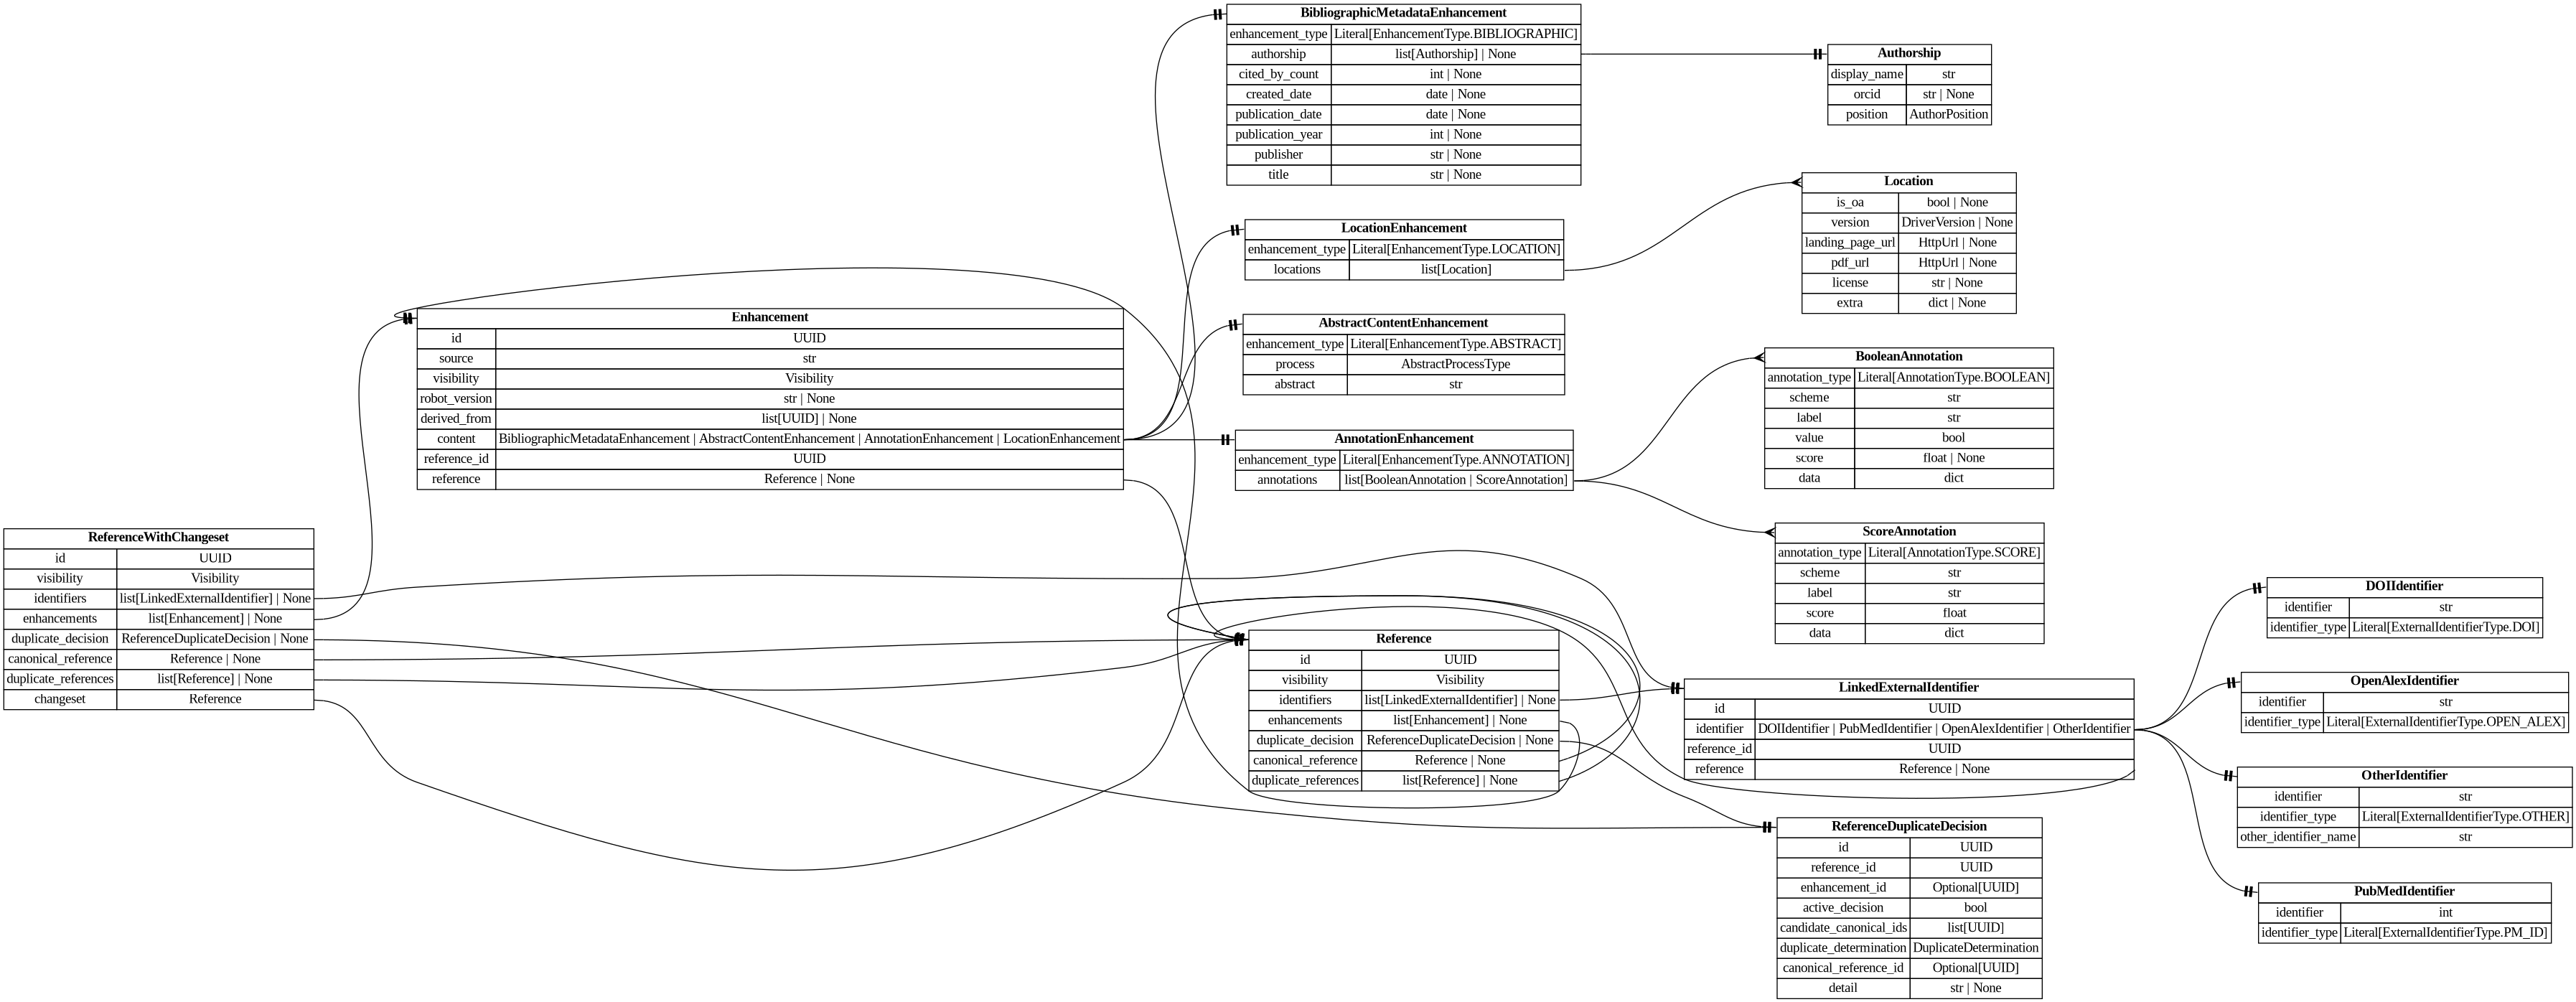 BibliographicMetadataEnhancement
enhancement_type Literal[EnhancementType.BIBLIOGRAPHIC]
authorship list[Authorship] | None
cited_by_count int | None
created_date date | None
publication_date date | None
publication_year int | None
publisher str | None
title str | None
Authorship
display_name str
orcid str | None
position AuthorPosition
LocationEnhancement
enhancement_type Literal[EnhancementType.LOCATION]
locations list[Location]
Location
is_oa bool | None
version DriverVersion | None
landing_page_url HttpUrl | None
pdf_url HttpUrl | None
license str | None
extra dict | None
Enhancement
id UUID
source str
visibility Visibility
robot_version str | None
derived_from list[UUID] | None
content BibliographicMetadataEnhancement | AbstractContentEnhancement | AnnotationEnhancement | LocationEnhancement
reference_id UUID
reference Reference | None
AbstractContentEnhancement
enhancement_type Literal[EnhancementType.ABSTRACT]
process AbstractProcessType
abstract str
AnnotationEnhancement
enhancement_type Literal[EnhancementType.ANNOTATION]
annotations list[BooleanAnnotation | ScoreAnnotation]
BooleanAnnotation
annotation_type Literal[AnnotationType.BOOLEAN]
scheme str
label str
value bool
score float | None
data dict
ScoreAnnotation
annotation_type Literal[AnnotationType.SCORE]
scheme str
label str
score float
data dict
ReferenceWithChangeset
id UUID
visibility Visibility
identifiers list[LinkedExternalIdentifier] | None
enhancements list[Enhancement] | None
duplicate_decision ReferenceDuplicateDecision | None
canonical_reference Reference | None
duplicate_references list[Reference] | None
changeset Reference
Reference
id UUID
visibility Visibility
identifiers list[LinkedExternalIdentifier] | None
enhancements list[Enhancement] | None
duplicate_decision ReferenceDuplicateDecision | None
canonical_reference Reference | None
duplicate_references list[Reference] | None
LinkedExternalIdentifier
id UUID
identifier DOIIdentifier | PubMedIdentifier | OpenAlexIdentifier | OtherIdentifier
reference_id UUID
reference Reference | None
ReferenceDuplicateDecision
id UUID
reference_id UUID
enhancement_id Optional[UUID]
active_decision bool
candidate_canonical_ids list[UUID]
duplicate_determination DuplicateDetermination
canonical_reference_id Optional[UUID]
detail str | None
DOIIdentifier
identifier str
identifier_type Literal[ExternalIdentifierType.DOI]
OpenAlexIdentifier
identifier str
identifier_type Literal[ExternalIdentifierType.OPEN_ALEX]
OtherIdentifier
identifier str
identifier_type Literal[ExternalIdentifierType.OTHER]
other_identifier_name str
PubMedIdentifier
identifier int
identifier_type Literal[ExternalIdentifierType.PM_ID]